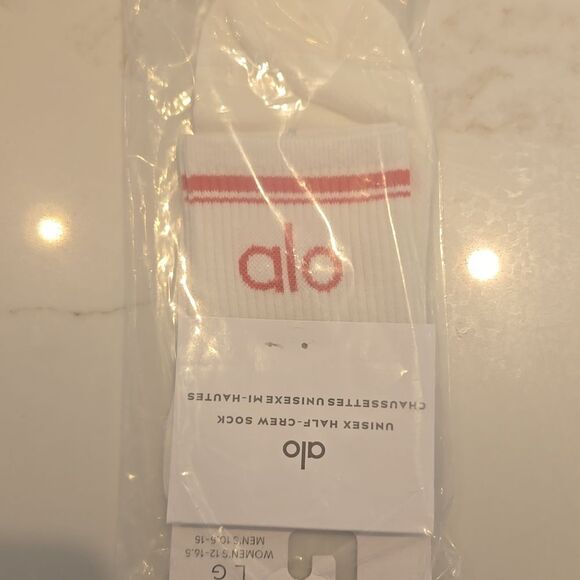 alo
alo
UNISEX HALF-CREW SOCK
CHAUSSETTES UNISEXE MI-HAUTES
LG
WOMEN'S 12-16.5
MEN'S 10.5-15